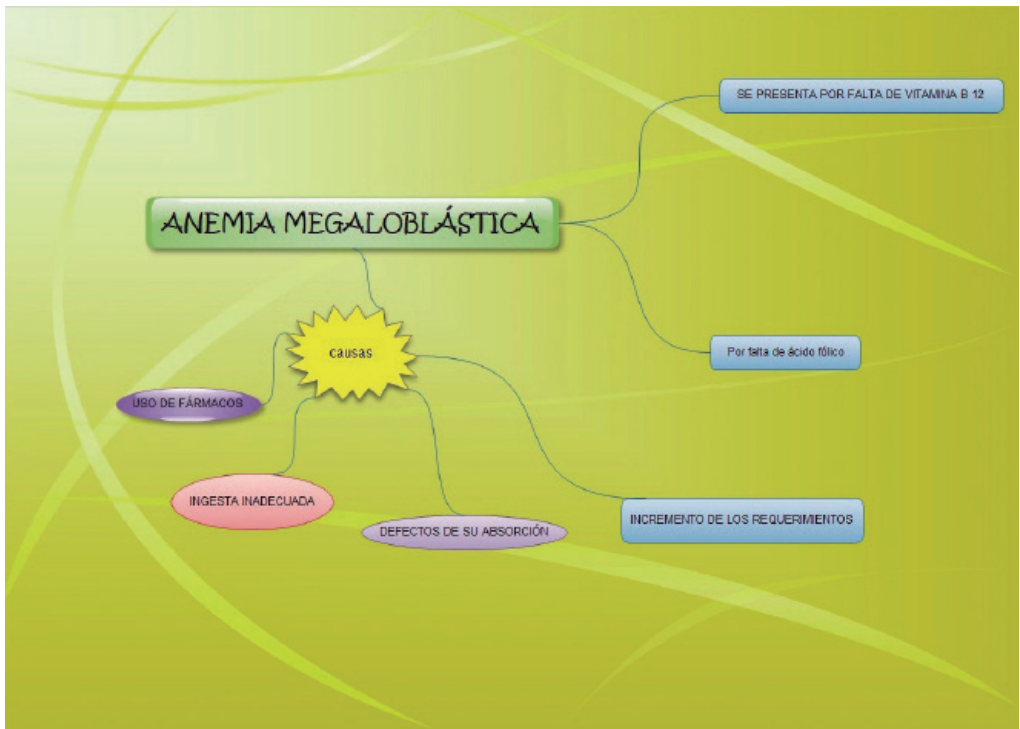 SE PRESENTA POR FALTA DE VITAMINA B 12
ANEMIA MEGALOBLÁSTICA
Por falta de ácido fólico
causas
USO DE FÁRMACOS
INGESTA INADECUADA
DEFECTOS DE SU ABSORCIÓN
INCREMENTO DE LOS REQUERIMIENTOS